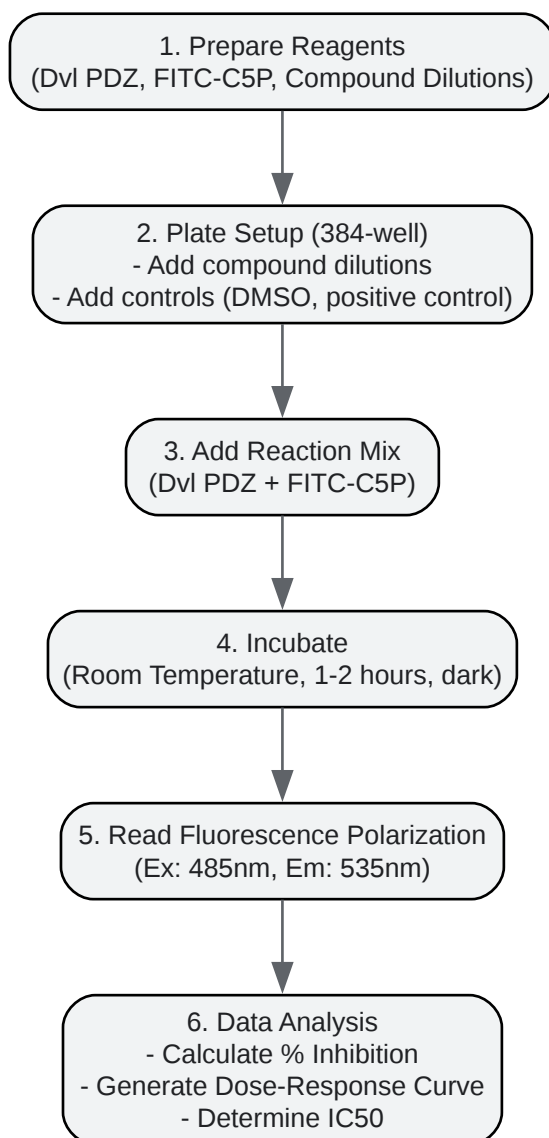 1. Prepare Reagents
(Dvl PDZ, FITC-C5P, Compound Dilutions)
2. Plate Setup (384-well)
- Add compound dilutions
- Add controls (DMSO, positive control)
3. Add Reaction Mix
(Dvl PDZ + FITC-C5P)
4. Incubate
(Room Temperature, 1-2 hours, dark)
5. Read Fluorescence Polarization
(Ex: 485nm, Em: 535nm)
6. Data Analysis
- Calculate % Inhibition
- Generate Dose-Response Curve
- Determine IC50